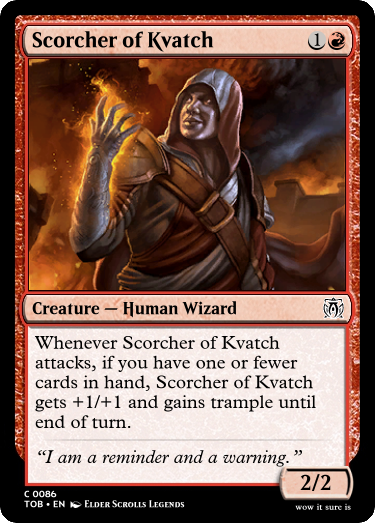 Scorcher of Kvatch 1
Creature — Human Wizard
Whenever Scorcher of Kvatch
attacks, if you have one or fewer
cards in hand, Scorcher of Kvatch
gets +1/+1 and gains trample until
end of turn.
“I am a reminder and a warning.”
2/2
C 0086
TOB • EN Elder Scrolls Legends
wow it sure is